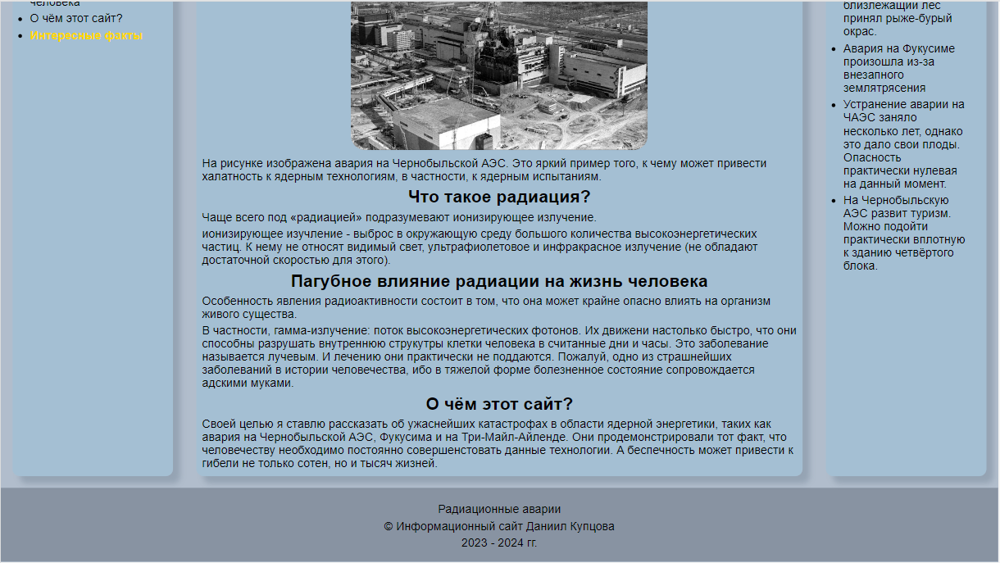 человека
О чём этот сайт?
Интересные факты
На рисунке изображена авария на Чернобыльской АЭС. Это яркий пример того, к чему может привести
халатность к ядерным технологиям, в частности, к ядерным испытаниям.
Что такое радиация?
Чаще всего под «радиацией» подразумевают ионизирующее излучение.
ионизирующее изучление - выброс в окружающую среду большого количества высокоэнергетических
частиц. К нему не относят видимый свет, ультрафиолетовое и инфракрасное излучение (не обладают
достаточной скоростью для этого).
Пагубное влияние радиации на жизнь человека
Особенность явления радиоактивности состоит в том, что она может крайне опасно влиять на организм
живого существа.
В частности, гамма-излучение: поток высокоэнергетических фотонов. Их движени настолько быстро, что они
способны разрушать внутреннюю струкутры клетки человека в считанные дни и часы. Это заболевание
называется лучевым. И лечению они практически не поддаются. Пожалуй, одно из страшнейших
заболеваний в истории человечества, ибо в тяжелой форме болезненное состояние сопровождается
адскими муками.
О чём этот сайт?
Своей целью я ставлю рассказать об ужаснейших катастрофах в области ядерной энергетики, таких как
авария на Чернобыльской АЭС, Фукусима и на Три-Майл-Айленде. Они продемонстрировали тот факт, что
человечеству необходимо постоянно совершенстовать данные технологии. А беспечность может привести к
гибели не только сотен, но и тысяч жизней.
близлежащий лес
принял рыже-бурый
окрас.
Авария на Фукусиме
произошла из-за
внезапного
землятрясения
Устранение аварии на
ЧАЭС заняло
несколько лет, однако
это дало свои плоды.
Опасность
практически нулевая
на данный момент.
На Чернобыльскую
АЭС развит туризм.
Можно подойти
практически вплотную
к зданию четвёртого
блока.
Радиационные аварии
© Информационный сайт Даниил Купцова
2023 - 2024 гг.